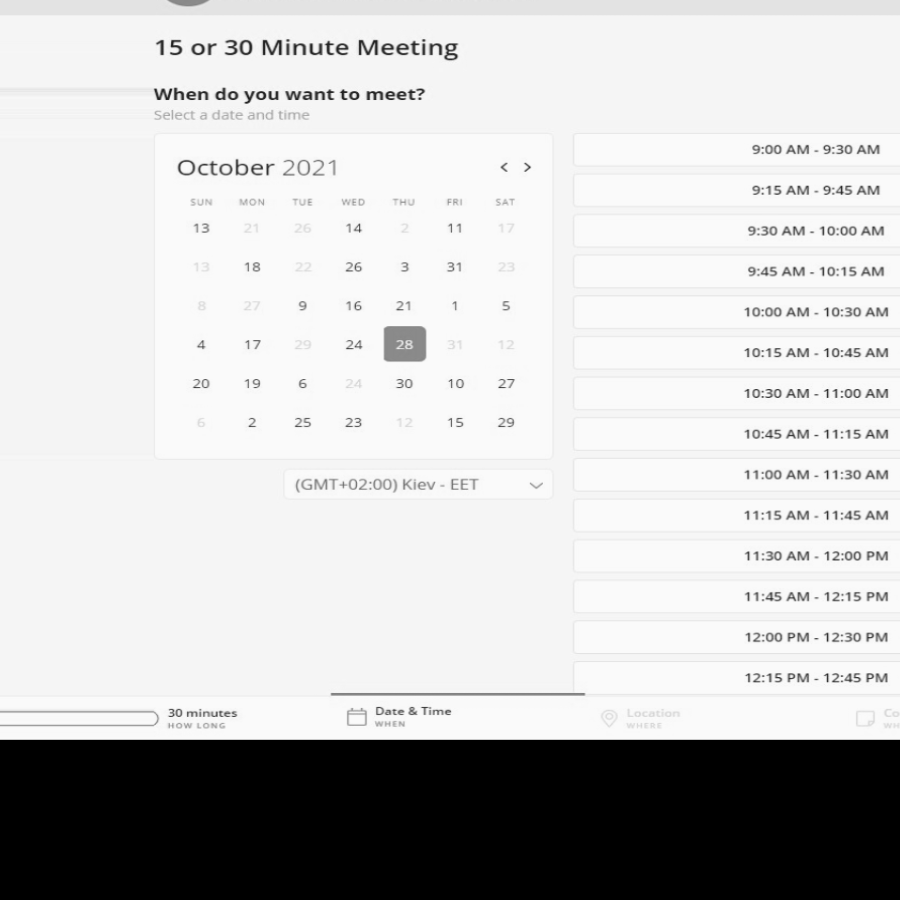 15 or 30 Minute Meeting
When do you want to meet?
Select a date and time
October 2021 < >
SUN MON TUE WED THU FRI SAT
13 21 26 14 2 11 17
13 18 22 26 3 31 23
8 27 9 16 21 1 5
4 17 29 24 28 31 12
20 19 6 24 30 10 27
6 2 25 23 12 15 29
(GMT+02:00) Kiev - EET
9:00 AM - 9:30 AM
9:15 AM - 9:45 AM
9:30 AM - 10:00 AM
9:45 AM - 10:15 AM
10:00 AM - 10:30 AM
10:15 AM - 10:45 AM
10:30 AM - 11:00 AM
10:45 AM - 11:15 AM
11:00 AM - 11:30 AM
11:15 AM - 11:45 AM
11:30 AM - 12:00 PM
11:45 AM - 12:15 PM
12:00 PM - 12:30 PM
12:15 PM - 12:45 PM
30 minutes
HOW LONG
Date & Time
WHEN
Location
WHERE